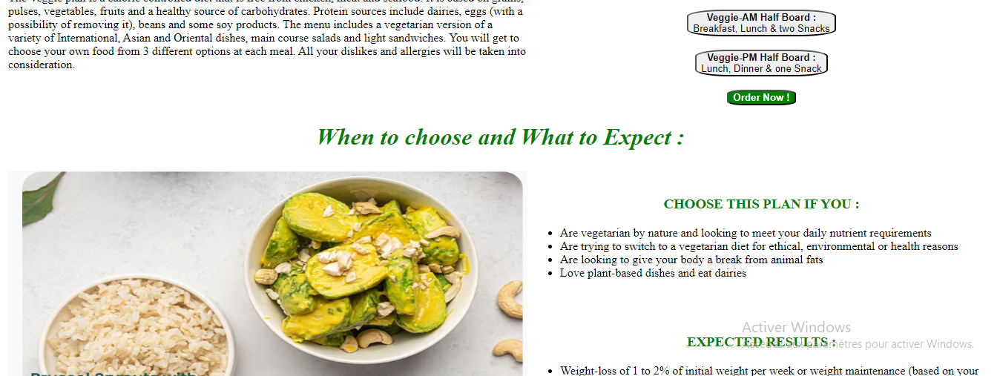 The Veggie plan is a calorie controlled diet that is free from chicken, meat and seafood. It is based on grains,
pulses, vegetables, fruits and a healthy source of carbohydrates. Protein sources include dairies, eggs (with a
possibility of removing it), beans and some soy products. The menu includes a vegetarian version of a
variety of International, Asian and Oriental dishes, main course salads and light sandwiches. You will get to
choose your own food from 3 different options at each meal. All your dislikes and allergies will be taken into
consideration.
Veggie-AM Half Board :
Breakfast, Lunch & two Snacks
Veggie-PM Half Board :
Lunch, Dinner & one Snack
Order Now !
When to choose and What to Expect :
CHOOSE THIS PLAN IF YOU :
Are vegetarian by nature and looking to meet your daily nutrient requirements
Are trying to switch to a vegetarian diet for ethical, environmental or health reasons
Are looking to give your body a break from animal fats
Love plant-based dishes and eat dairies
Activer Windows
EXPECTED RESULTS :
Accédez aux paramètres pour activer Windows.
Weight-loss of 1 to 2% of initial weight per week or weight maintenance (based on your
Brussel Sprouts with